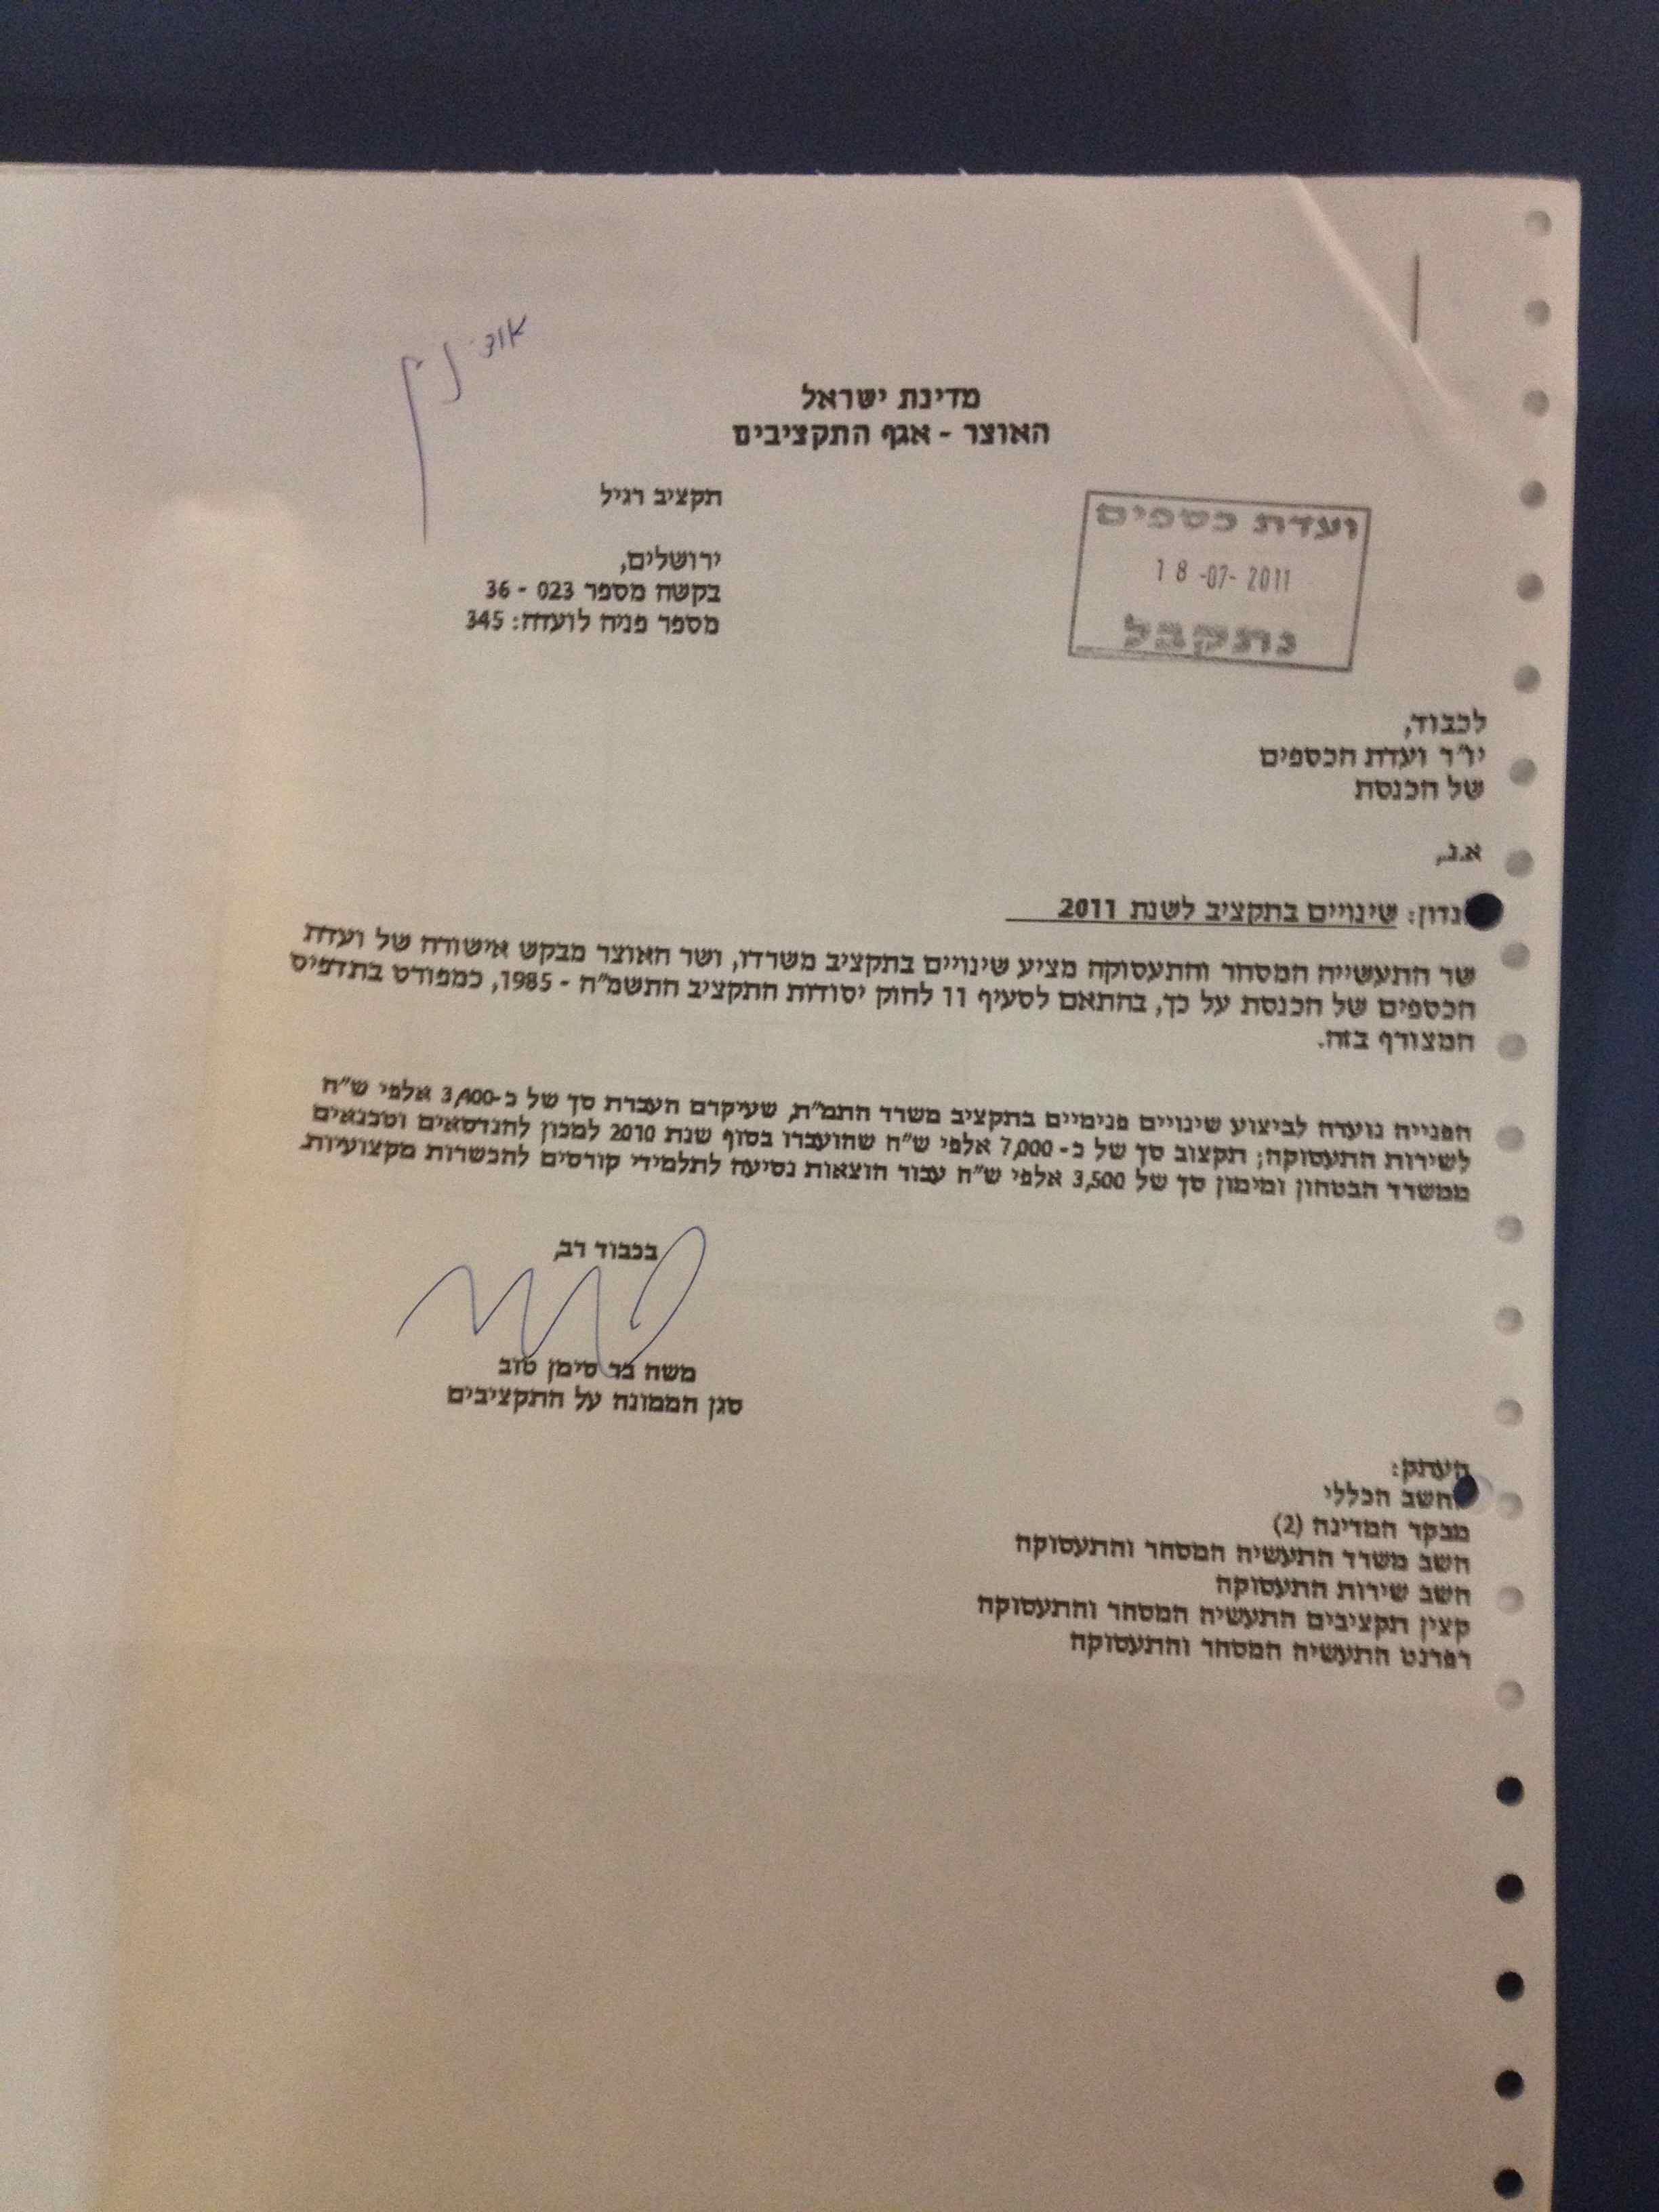 מדינת ישראל
האוצר - אגף התקציבים
תקציב רגיל
ועדת כספים
18 -07- 2011
נתקבל
ירושלים,
בקשה מספר 023 - 36
מספר פניה לועדה: 345
לכבוד,
יו"ר ועדת הכספים
של הכנסת
א.נ.,
נדון: שינויים בתקציב לשנת 2011
שר התעשייה המסחר והתעסוקה מציע שינויים בתקציב משרדו, ושר האוצר מבקש אישורה של ועדת
הכספים של הכנסת על כך, בהתאם לסעיף 11 לחוק יסודות התקציב התשמ"ה - 1985, כמפורט בתדפיס
המצורף בזה.
הפנייה נועדה לביצוע שינויים פנימיים בתקציב משרד התמ"ת, שעיקרם העברת סך של כ-3,400 אלפי ש"ח
לשירות התעסוקה; תקצוב סך של כ- 7,000 אלפי ש"ח שהועברו בסוף שנת 2010 למכון להנדסאים וטכנאים
ממשרד הבטחון ומימון סך של 3,500 אלפי ש"ח עבור הוצאות נסיעה לתלמידי קורסים להכשרות מקצועיות.
בכבוד רב,
משה בר סימן טוב
סגן הממונה על התקציבים
העתק:
החשב הכללי
מבקר המדינה (2)
חשב משרד התעשיה המסחר והתעסוקה
חשב שירות התעסוקה
קצין תקציבים התעשיה המסחר והתעסוקה
רפרנט התעשיה המסחר והתעסוקה